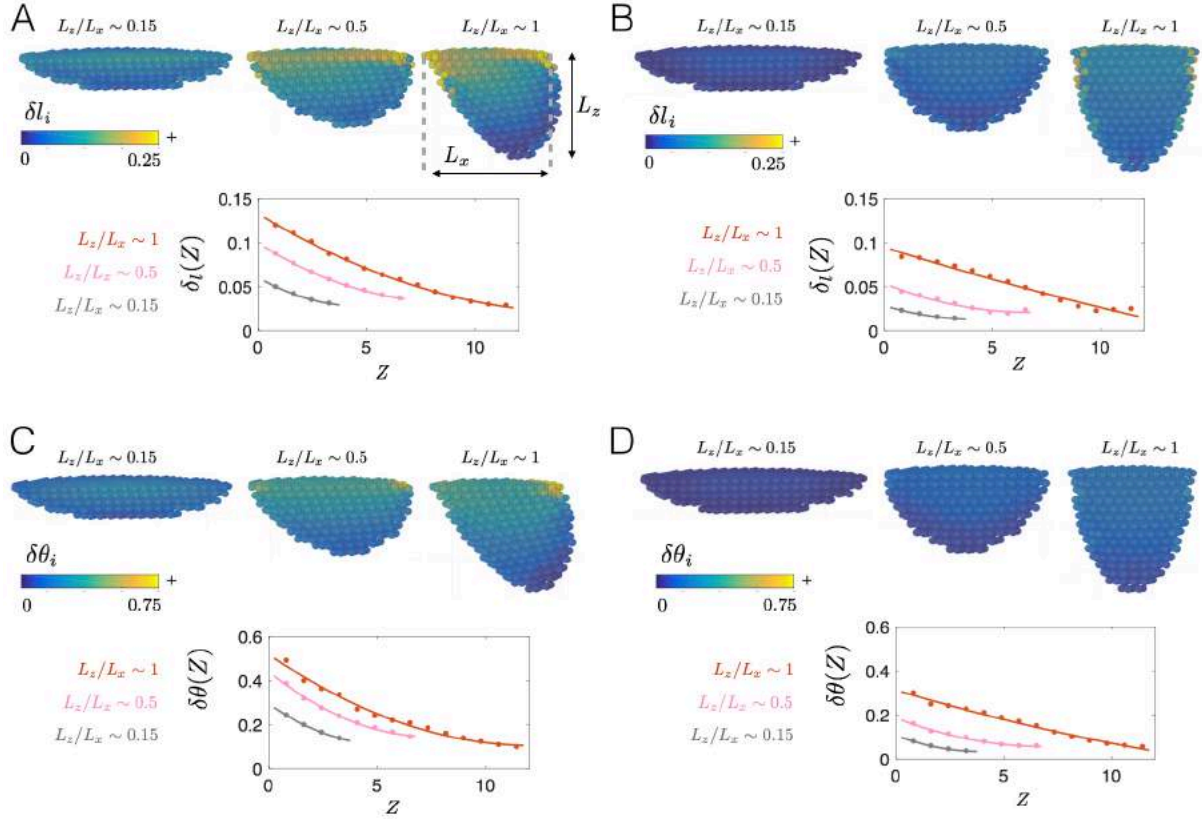 A
L_z/L_x ∼ 0.15
L_z/L_x ∼ 0.5
L_z/L_x ∼ 1
L_z
L_x
δl_i
+
0
0.25
L_z/L_x ∼ 1
L_z/L_x ∼ 0.5
L_z/L_x ∼ 0.15
δ_l(Z)
0.15
0.1
0.05
0
0 5 10
Z
B
L_z/L_x ∼ 0.15
L_z/L_x ∼ 0.5
L_z/L_x ∼ 1
δl_i
+
0
0.25
L_z/L_x ∼ 1
L_z/L_x ∼ 0.5
L_z/L_x ∼ 0.15
δ_l(Z)
0.15
0.1
0.05
0
0 5 10
Z
C
L_z/L_x ∼ 0.15
L_z/L_x ∼ 0.5
L_z/L_x ∼ 1
δθ_i
+
0
0.75
L_z/L_x ∼ 1
L_z/L_x ∼ 0.5
L_z/L_x ∼ 0.15
δθ(Z)
0.6
0.4
0.2
0
0 5 10
Z
D
L_z/L_x ∼ 0.15
L_z/L_x ∼ 0.5
L_z/L_x ∼ 1
δθ_i
+
0
0.75
L_z/L_x ∼ 1
L_z/L_x ∼ 0.5
L_z/L_x ∼ 0.15
δθ(Z)
0.6
0.4
0.2
0
0 5 10
Z